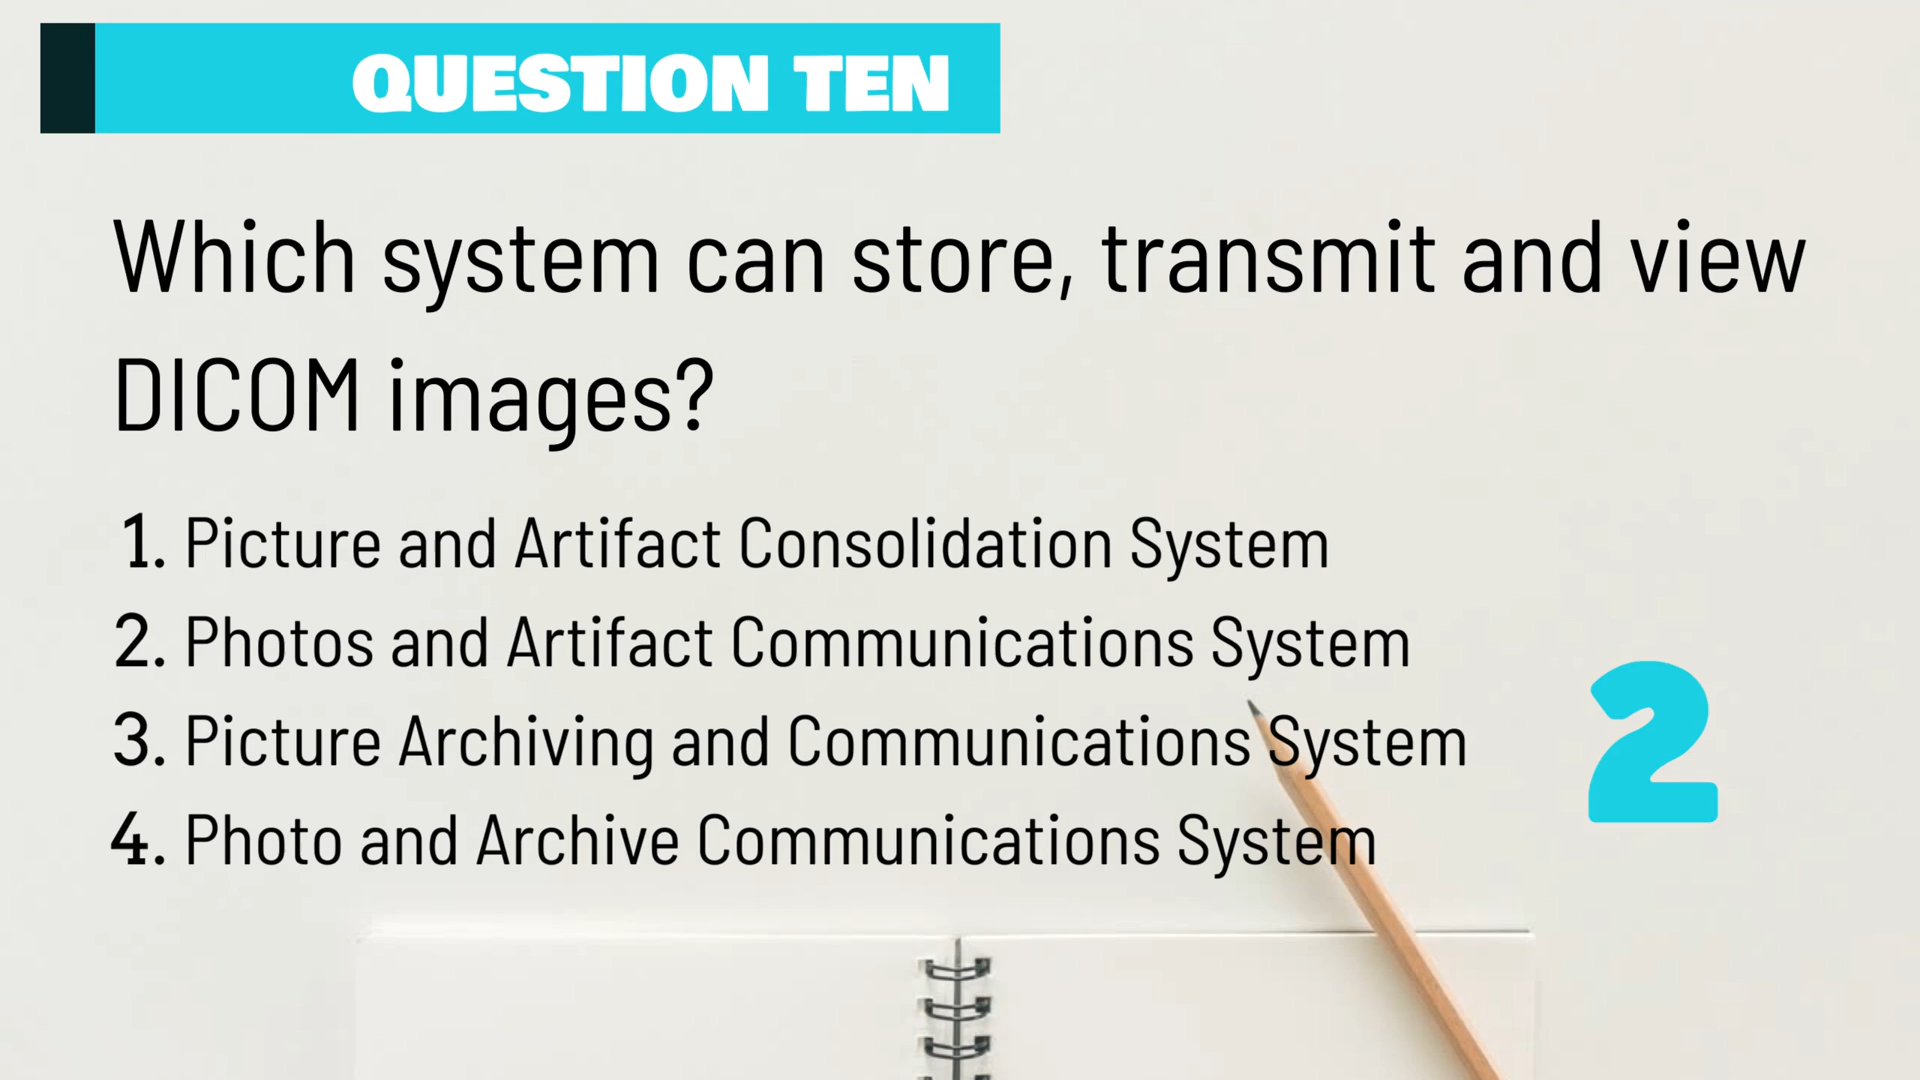 QUESTION TEN
Which system can store, transmit and view
DICOM images?
1. Picture and Artifact Consolidation System
2. Photos and Artifact Communications System
3. Picture Archiving and Communications System
4. Photo and Archive Communications System
2